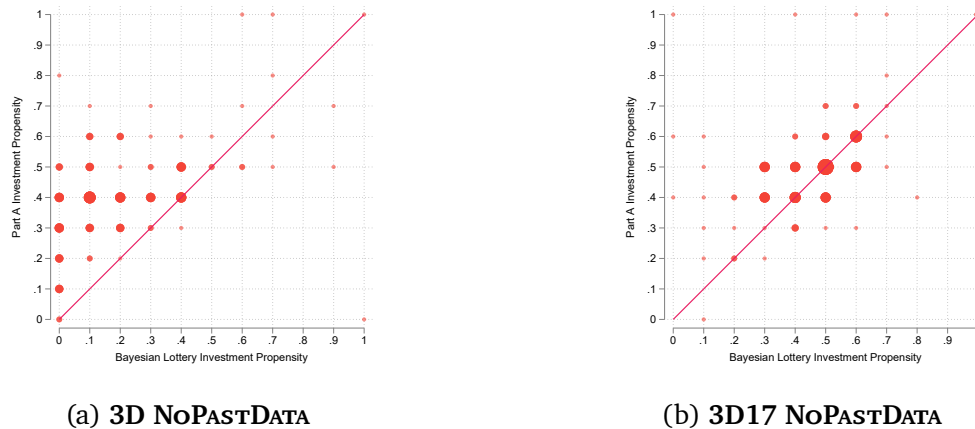 1
.9
.8
.7
.6
.5
.4
.3
.2
.1
0
Part A Investment Propensity
0 .1 .2 .3 .4 .5 .6 .7 .8 .9 1
Bayesian Lottery Investment Propensity
(a) 3D NOPASTDATA
1
.9
.8
.7
.6
.5
.4
.3
.2
.1
0
Part A Investment Propensity
0 .1 .2 .3 .4 .5 .6 .7 .8 .9
Bayesian Lottery Investment Propensity
(b) 3D17 NOPASTDATA